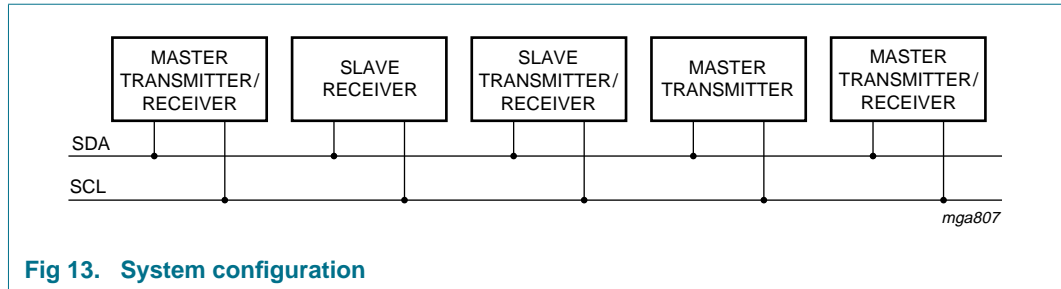 MASTER
TRANSMITTER/
RECEIVER
SLAVE
RECEIVER
SLAVE
TRANSMITTER/
RECEIVER
MASTER
TRANSMITTER
MASTER
TRANSMITTER/
RECEIVER
SDA
SCL
mga807
Fig 13. System configuration